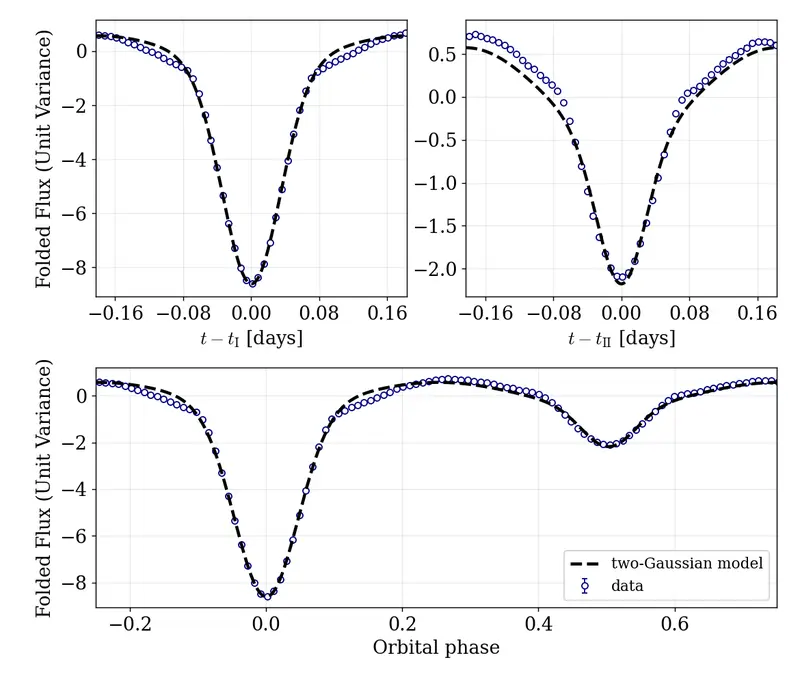 Folded Flux (Unit Variance)
0
−2
−4
−6
−8
−0.16 −0.08 0.00 0.08 0.16
t − tI [days]
0.5
0.0
−0.5
−1.0
−1.5
−2.0
−0.16 −0.08 0.00 0.08 0.16
t − tII [days]
Folded Flux (Unit Variance)
0
−2
−4
−6
−8
two-Gaussian model
data
−0.2 0.0 0.2 0.4 0.6
Orbital phase